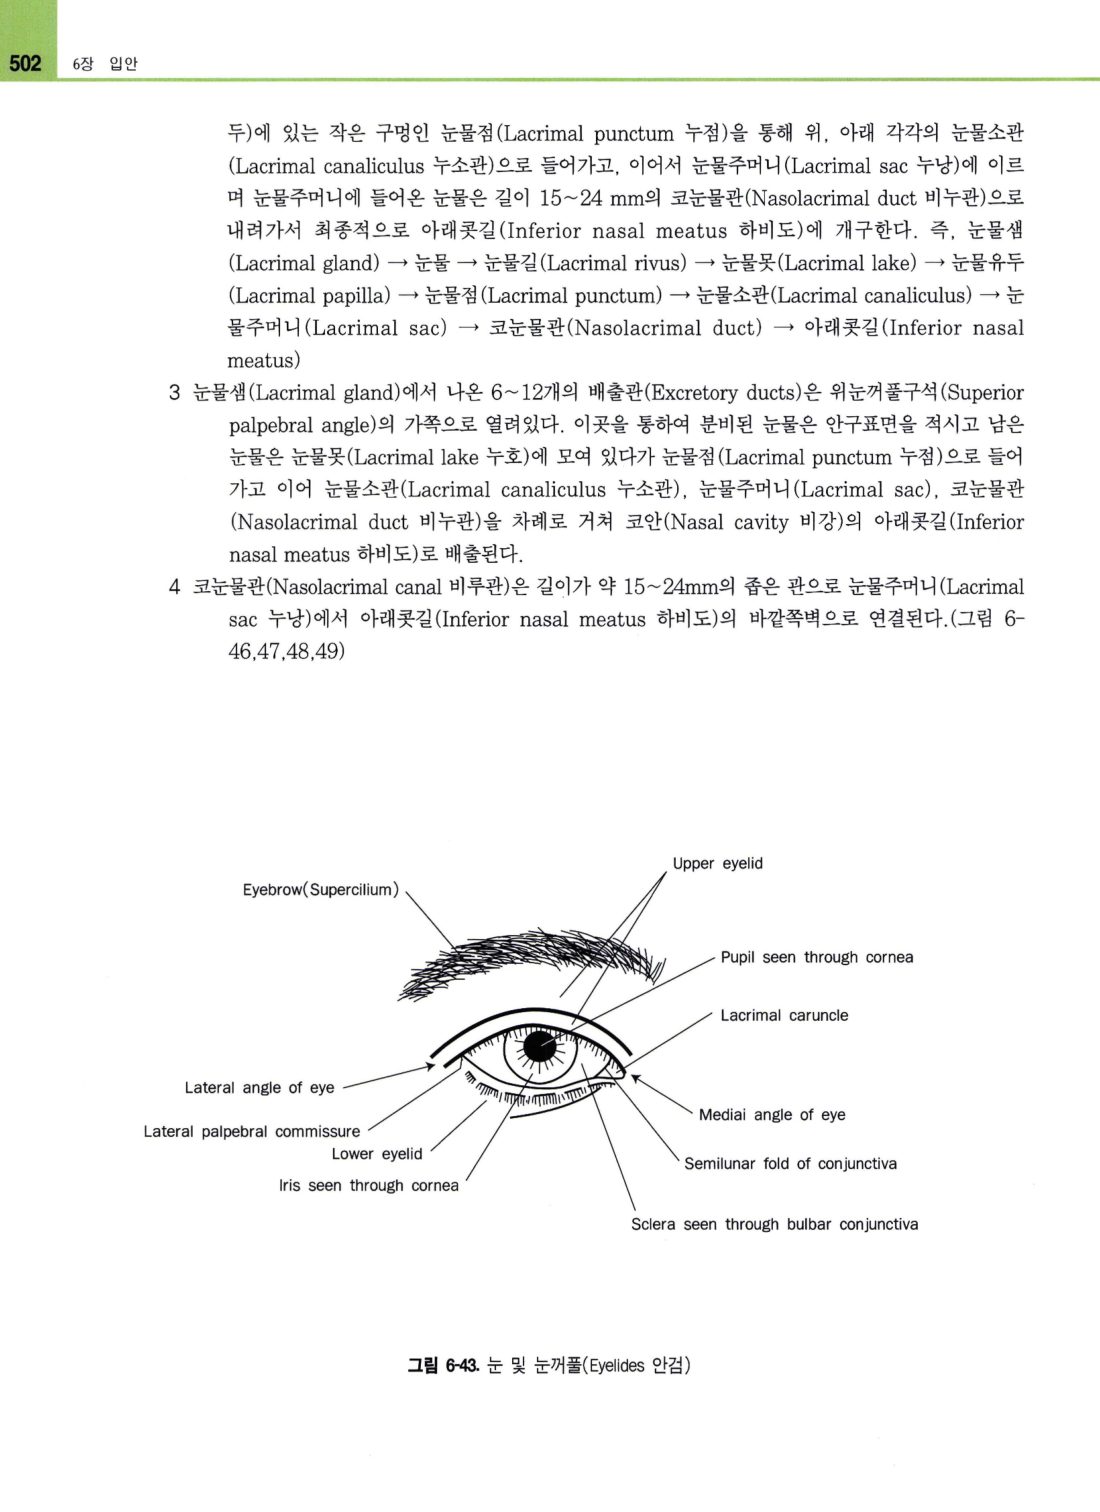 502 6장 입안
두)에 있는 작은 구멍인 눈물점(Lacrimal punctum 누점)을 통해 위, 아래 각각의 눈물소관
(Lacrimal canaliculus 누소관)으로 들어가고, 이어서 눈물주머니(Lacrimal sac 누낭)에 이르
며 눈물주머니에 들어온 눈물은 길이 15~24 mm의 코눈물관(Nasolacrimal duct 비누관)으로
내려가서 최종적으로 아래콧길(Inferior nasal meatus 하비도)에 개구한다. 즉, 눈물샘
(Lacrimal gland) → 눈물 → 눈물길(Lacrimal rivus) → 눈물못(Lacrimal lake) → 눈물유두
(Lacrimal papilla) → 눈물점(Lacrimal punctum) → 눈물소관(Lacrimal canaliculus) → 눈
물주머니(Lacrimal sac) → 코눈물관(Nasolacrimal duct) → 아래콧길(Inferior nasal
meatus)
3 눈물샘(Lacrimal gland)에서 나온 6~12개의 배출관(Excretory ducts)은 위눈꺼풀구석(Superior
palpebral angle)의 가쪽으로 열려있다. 이곳을 통하여 분비된 눈물은 안구표면을 적시고 남은
눈물은 눈물못(Lacrimal lake 누호)에 모여 있다가 눈물점(Lacrimal punctum 누점)으로 들어
가고 이어 눈물소관(Lacrimal canaliculus 누소관), 눈물주머니(Lacrimal sac), 코눈물관
(Nasolacrimal duct 비누관)을 차례로 거쳐 코안(Nasal cavity 비강)의 아래콧길(Inferior
nasal meatus 하비도)로 배출된다.
4 코눈물관(Nasolacrimal canal 비루관)은 길이가 약 15~24mm의 좁은 관으로 눈물주머니(Lacrimal
sac 누낭)에서 아래콧길(Inferior nasal meatus 하비도)의 바깥쪽벽으로 연결된다.(그림 6-
46,47,48,49)
Upper eyelid
Eyebrow(Supercilium)
Pupil seen through cornea
Lacrimal caruncle
Lateral angle of eye
Mediai angle of eye
Lateral palpebral commissure
Lower eyelid
Semilunar fold of conjunctiva
Iris seen through cornea
Sclera seen through bulbar conjunctiva
그림 6-43. 눈 및 눈꺼풀(Eyelides 안검)